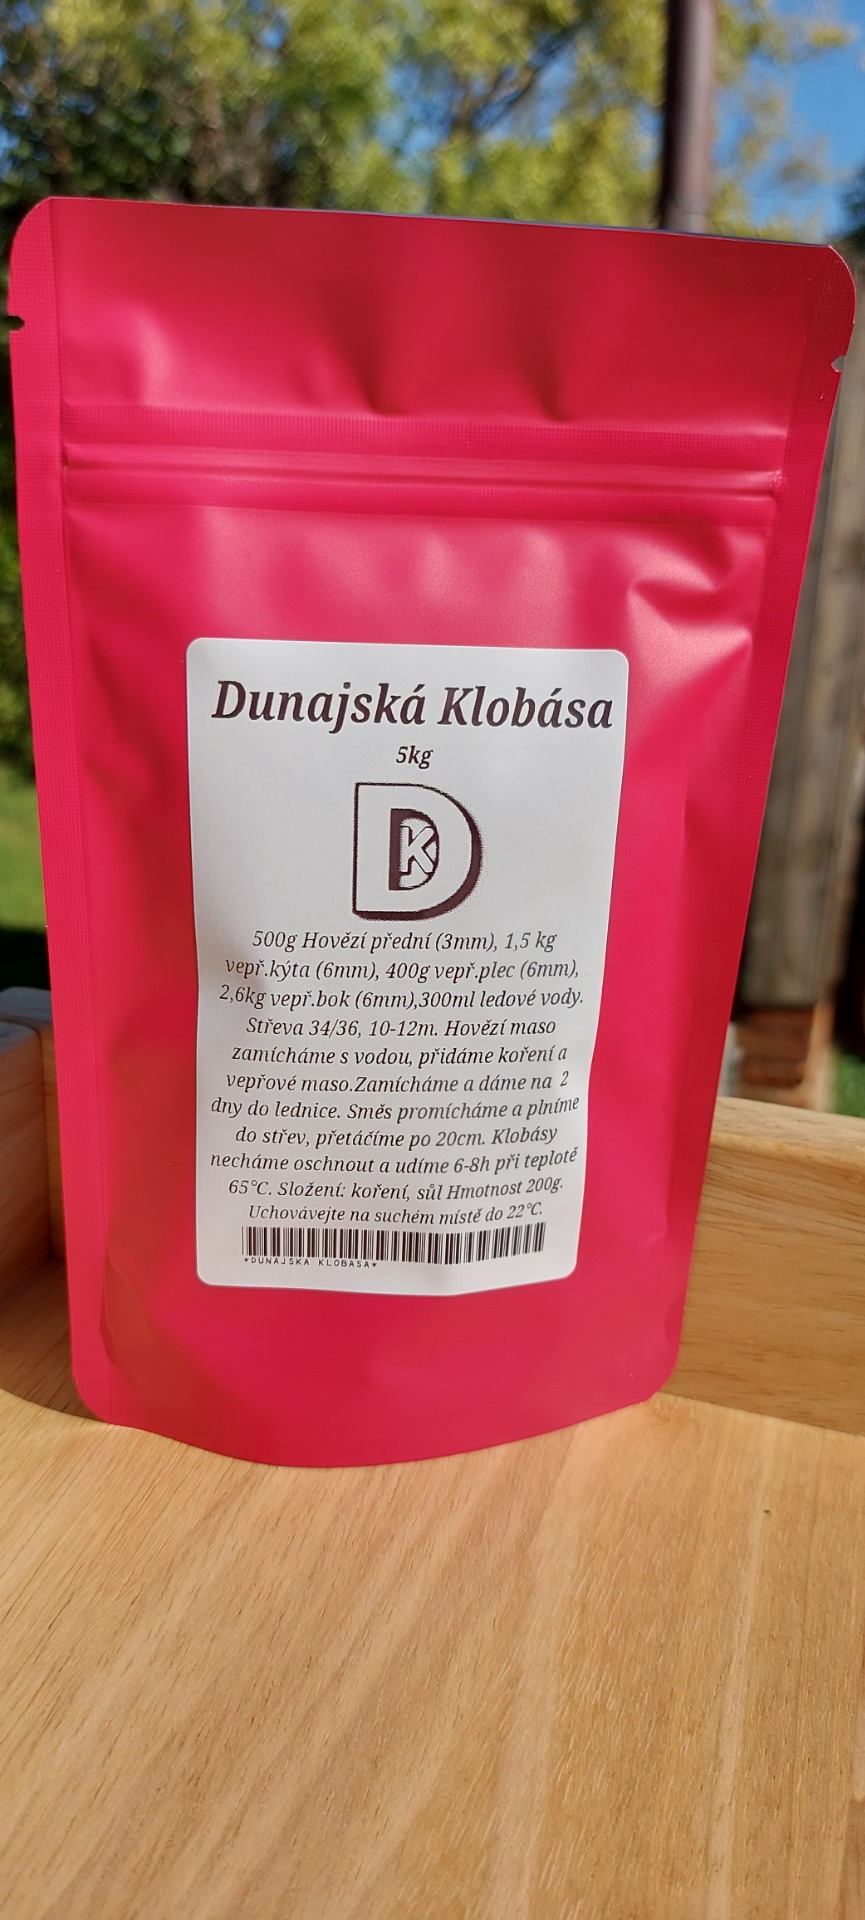 Dunajská Klobása
5kg
DK
500g Hovězí přední (3mm), 1,5 kg
vepř.kýta (6mm), 400g vepř.plec (6mm),
2,6kg vepř.bok (6mm),300ml ledové vody.
Střeva 34/36, 10-12m. Hovězí maso
zamícháme s vodou, přidáme koření a
vepřové maso.Zamícháme a dáme na 2
dny do lednice. Směs promícháme a plníme
do střev, přetáčíme po 20cm. Klobásy
necháme oschnout a udíme 6-8h při teplotě
65°C. Složení: koření, sůl Hmotnost 200g.
Uchovávejte na suchém místě do 22°C.
*DUNAJSKA KLOBASA*